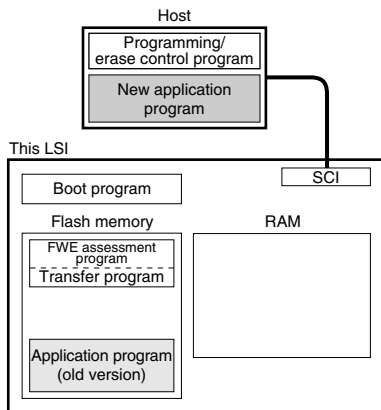 Host
Programming/
erase control program
New application
program
This LSI
SCI
Boot program
Flash memory
RAM
FWE assessment
program
Transfer program
Application program
(old version)